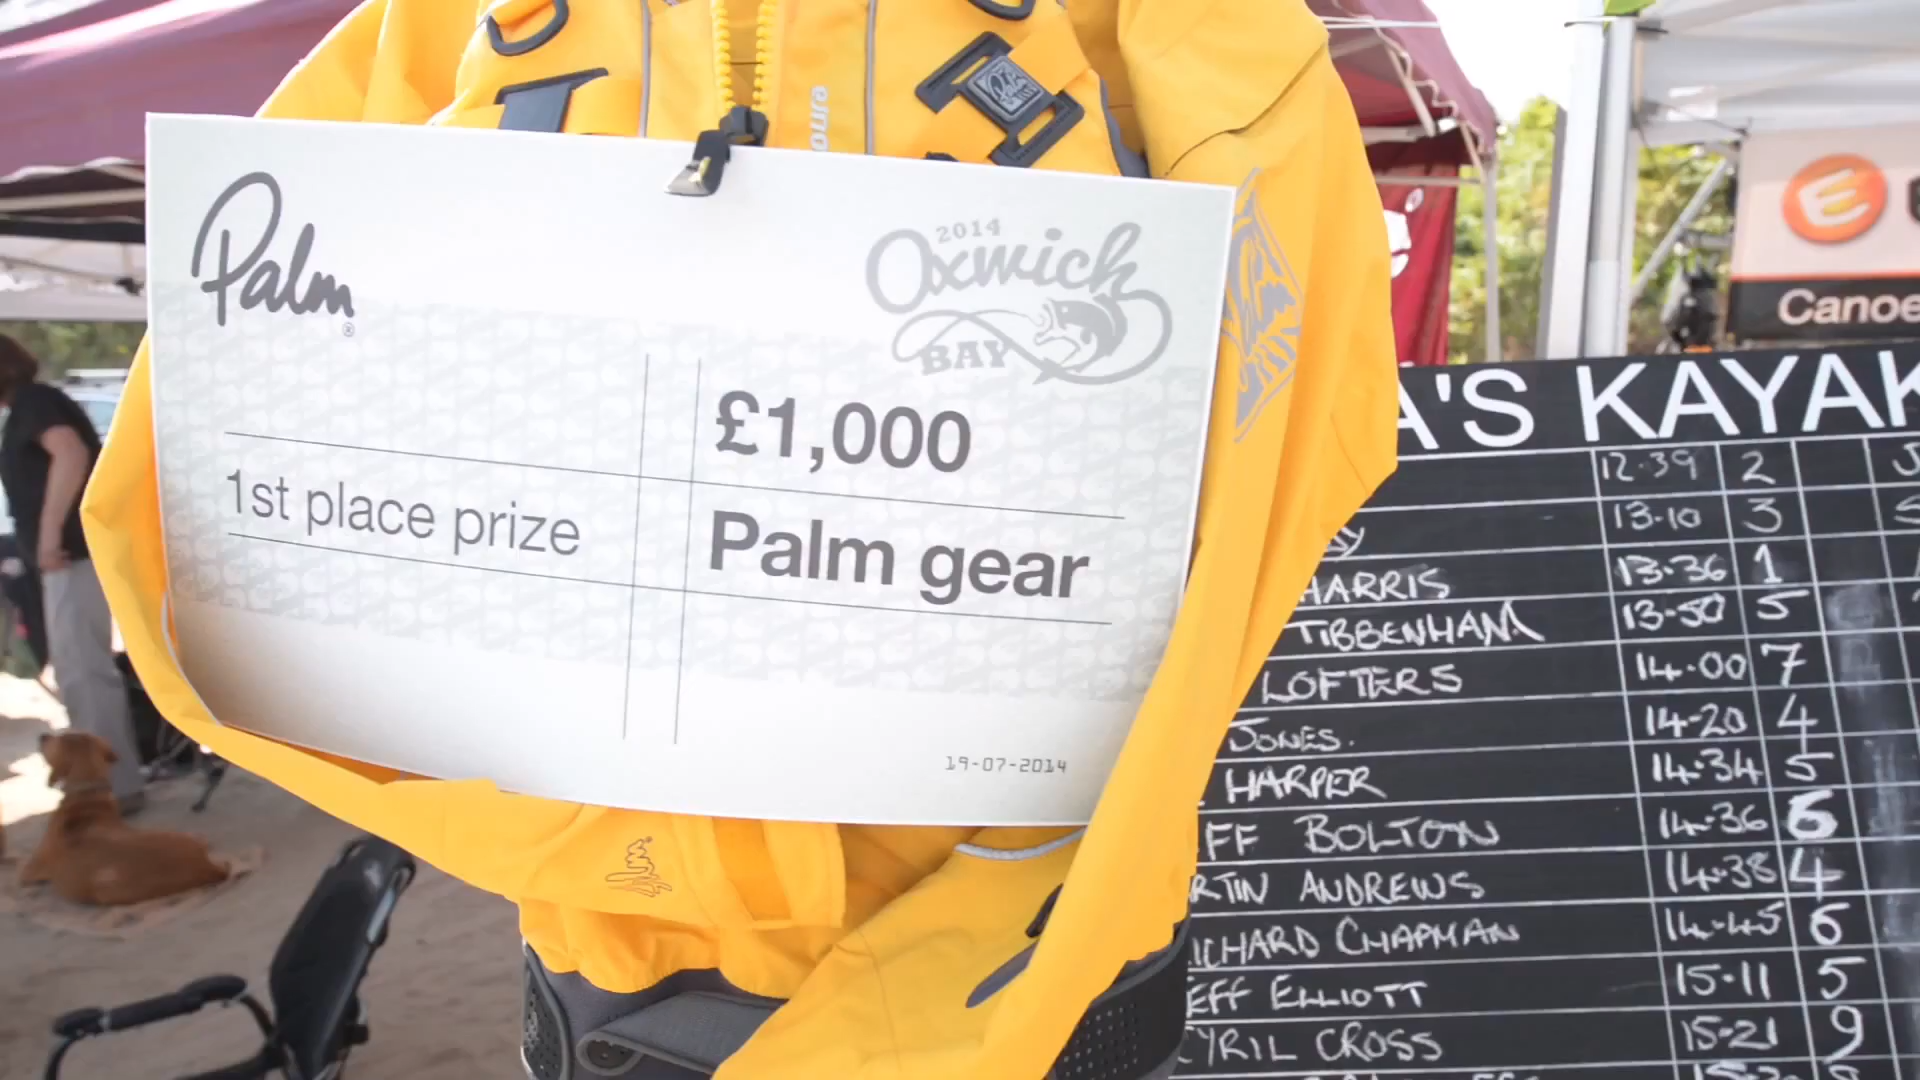 Palm®
2014
Oxwich
BAY
£1,000
1st place prize
Palm gear
19-07-2014
Palm
E
Canoe
A'S KAYAK
12.39 2
13.10 3
HARRIS 13.36 1
TIBBENHAM 13.50 5
LOFTERS 14.00 7
JONES. 14-20 4
HARPER 14.34 5
FF BOLTON 14.36 6
RTIN ANDREWS 14.38 4
ICHARD CHAPMAN 14-45 6
EFF ELLIOTT 15.11 5
CYRIL CROSS 15-21 9